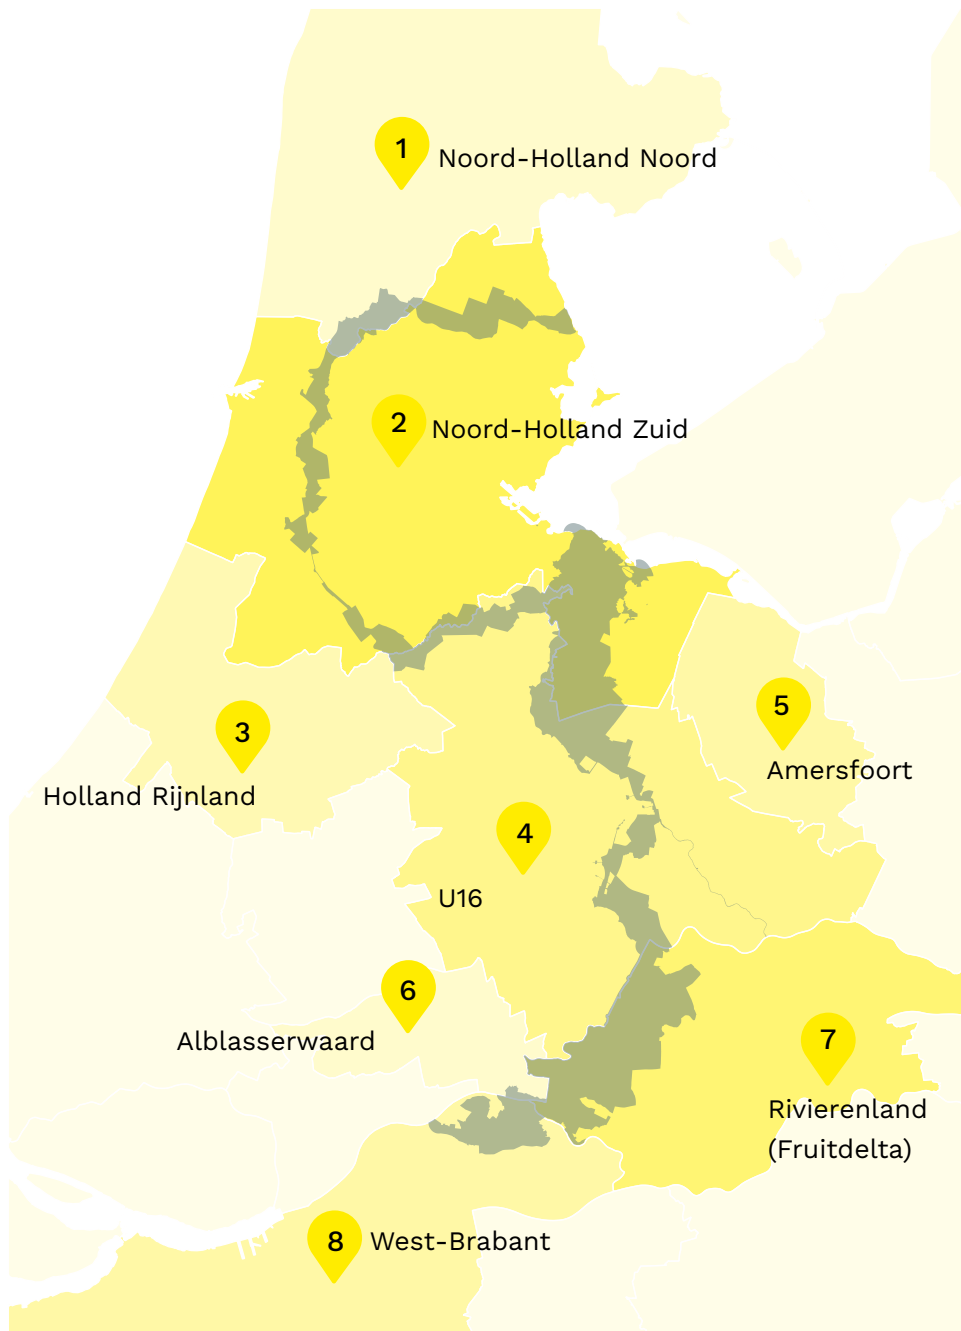 1
Noord-Holland Noord
2
Noord-Holland Zuid
3
Holland Rijnland
4
U16
5
Amersfoort
6
Alblasserwaard
7
Rivierenland
(Fruitdelta)
8
West-Brabant